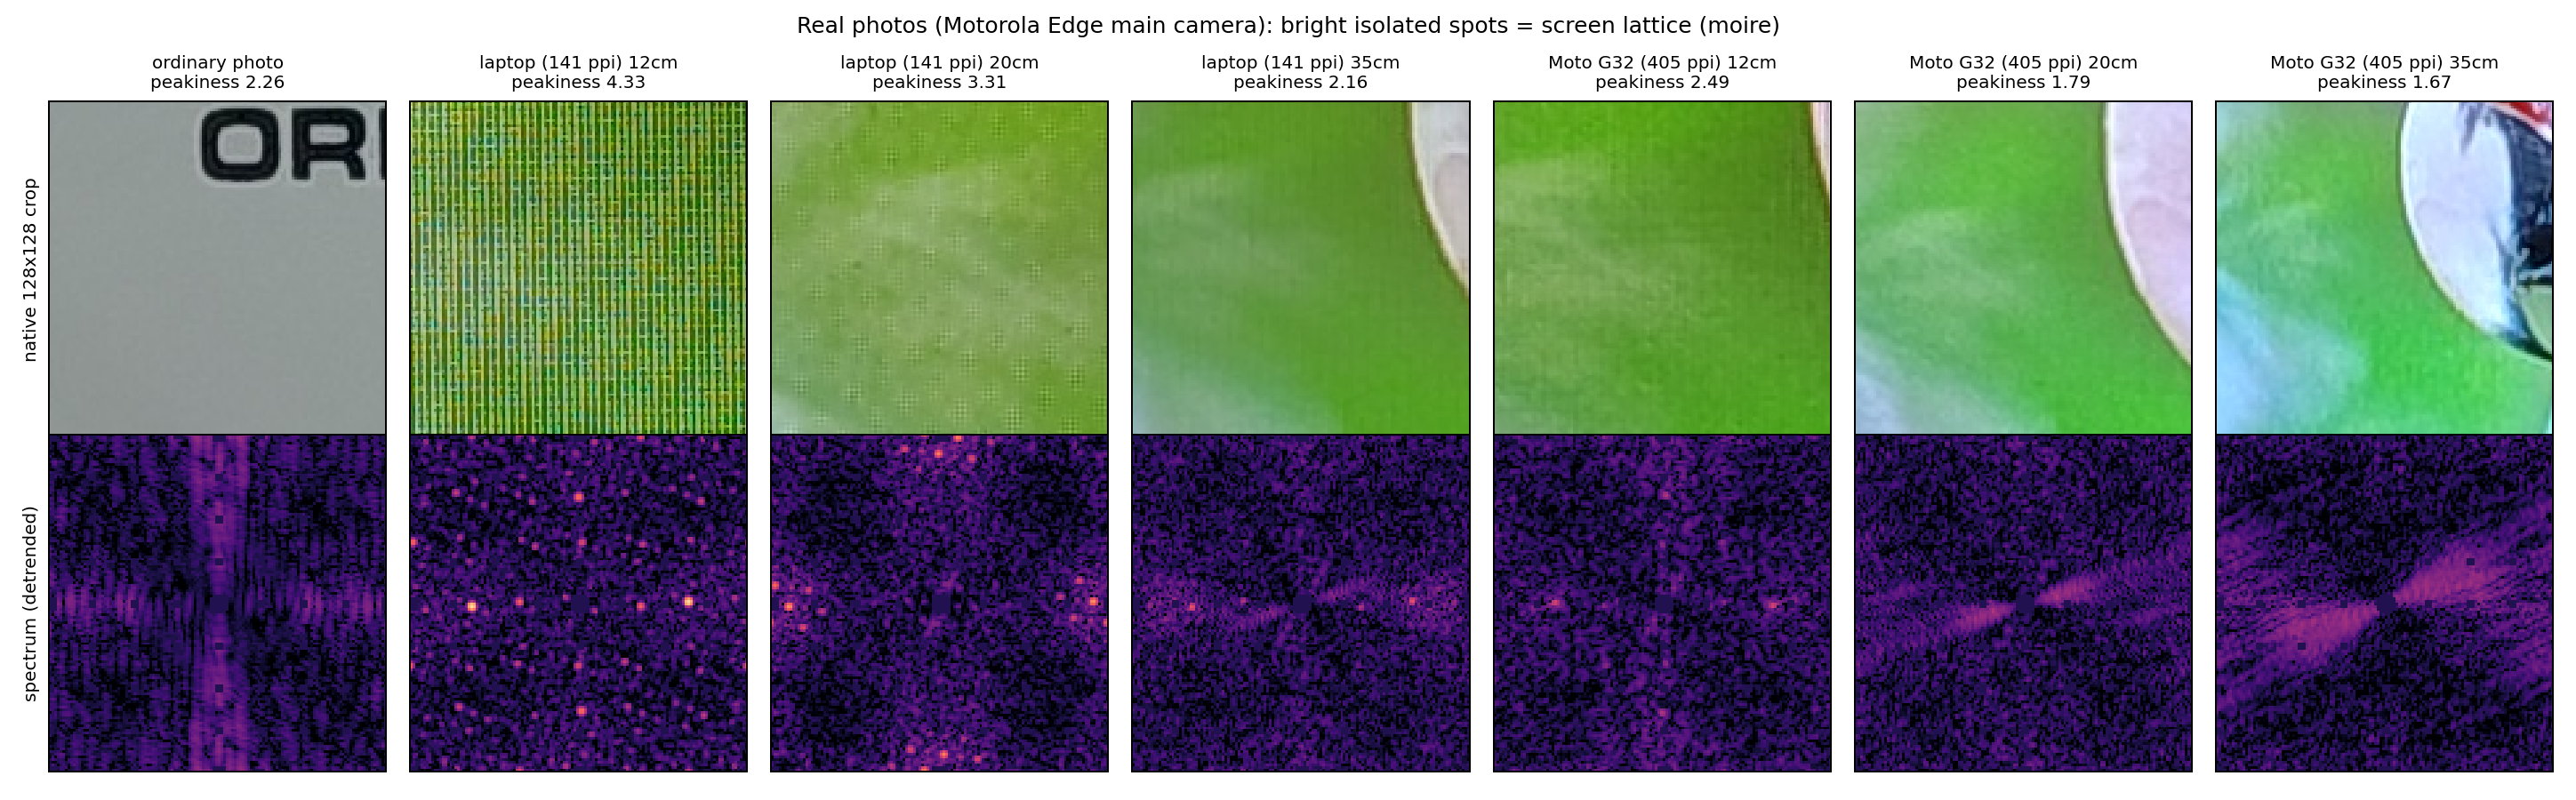 Real photos (Motorola Edge main camera): bright isolated spots = screen lattice (moire)
ordinary photo
peakiness 2.26
laptop (141 ppi) 12cm
peakiness 4.33
laptop (141 ppi) 20cm
peakiness 3.31
laptop (141 ppi) 35cm
peakiness 2.16
Moto G32 (405 ppi) 12cm
peakiness 2.49
Moto G32 (405 ppi) 20cm
peakiness 1.79
Moto G32 (405 ppi) 35cm
peakiness 1.67
native 128x128 crop
OR
spectrum (detrended)